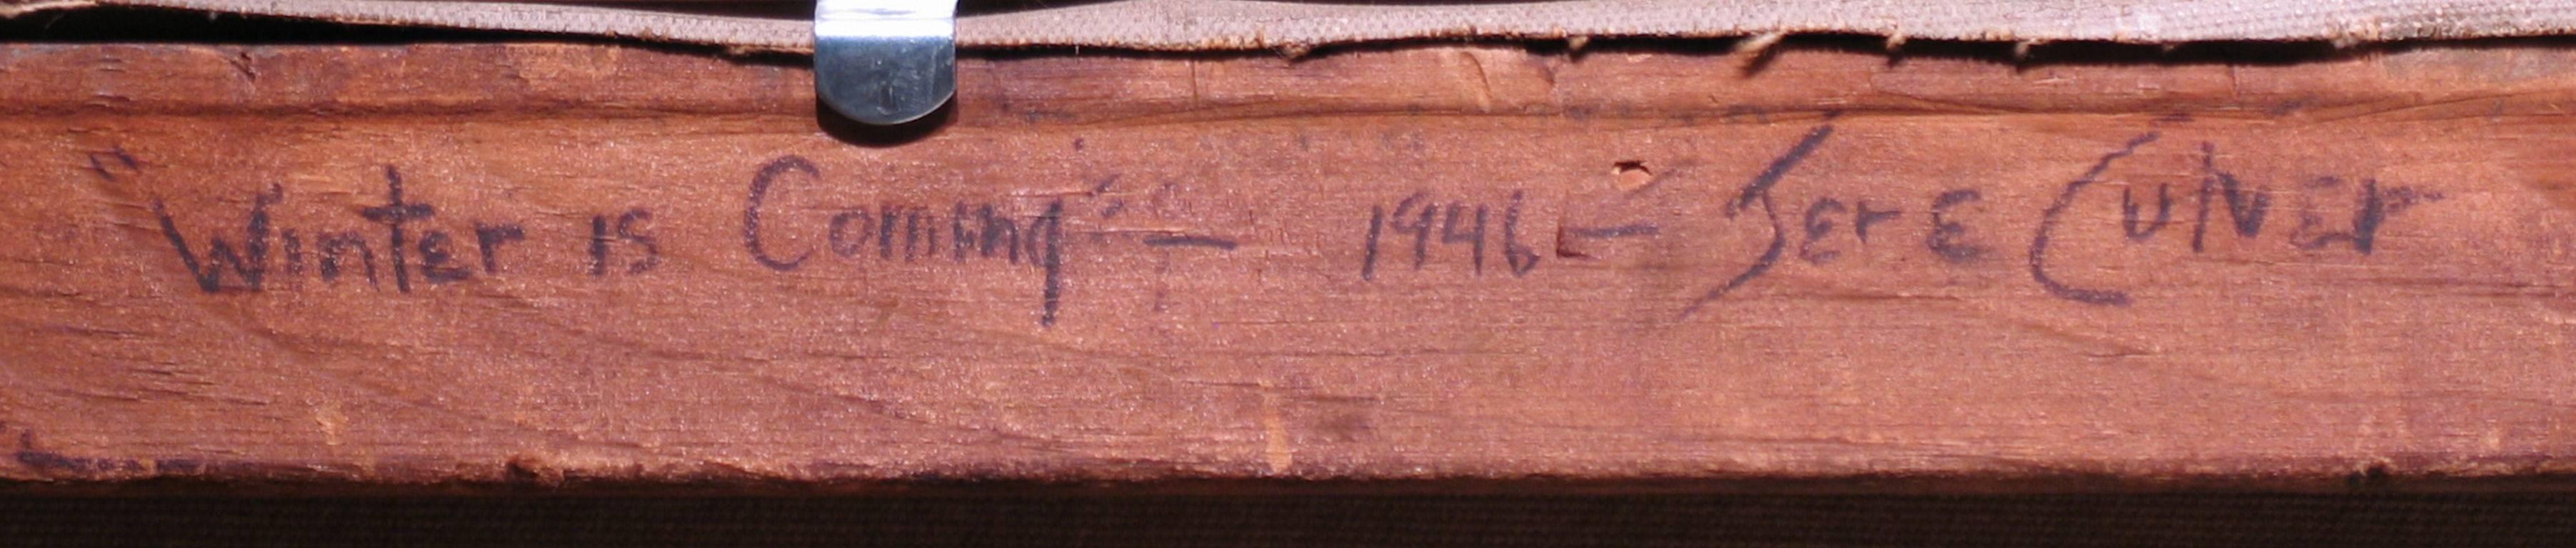 "Winter is Coming" — 1946 — Jere Culver